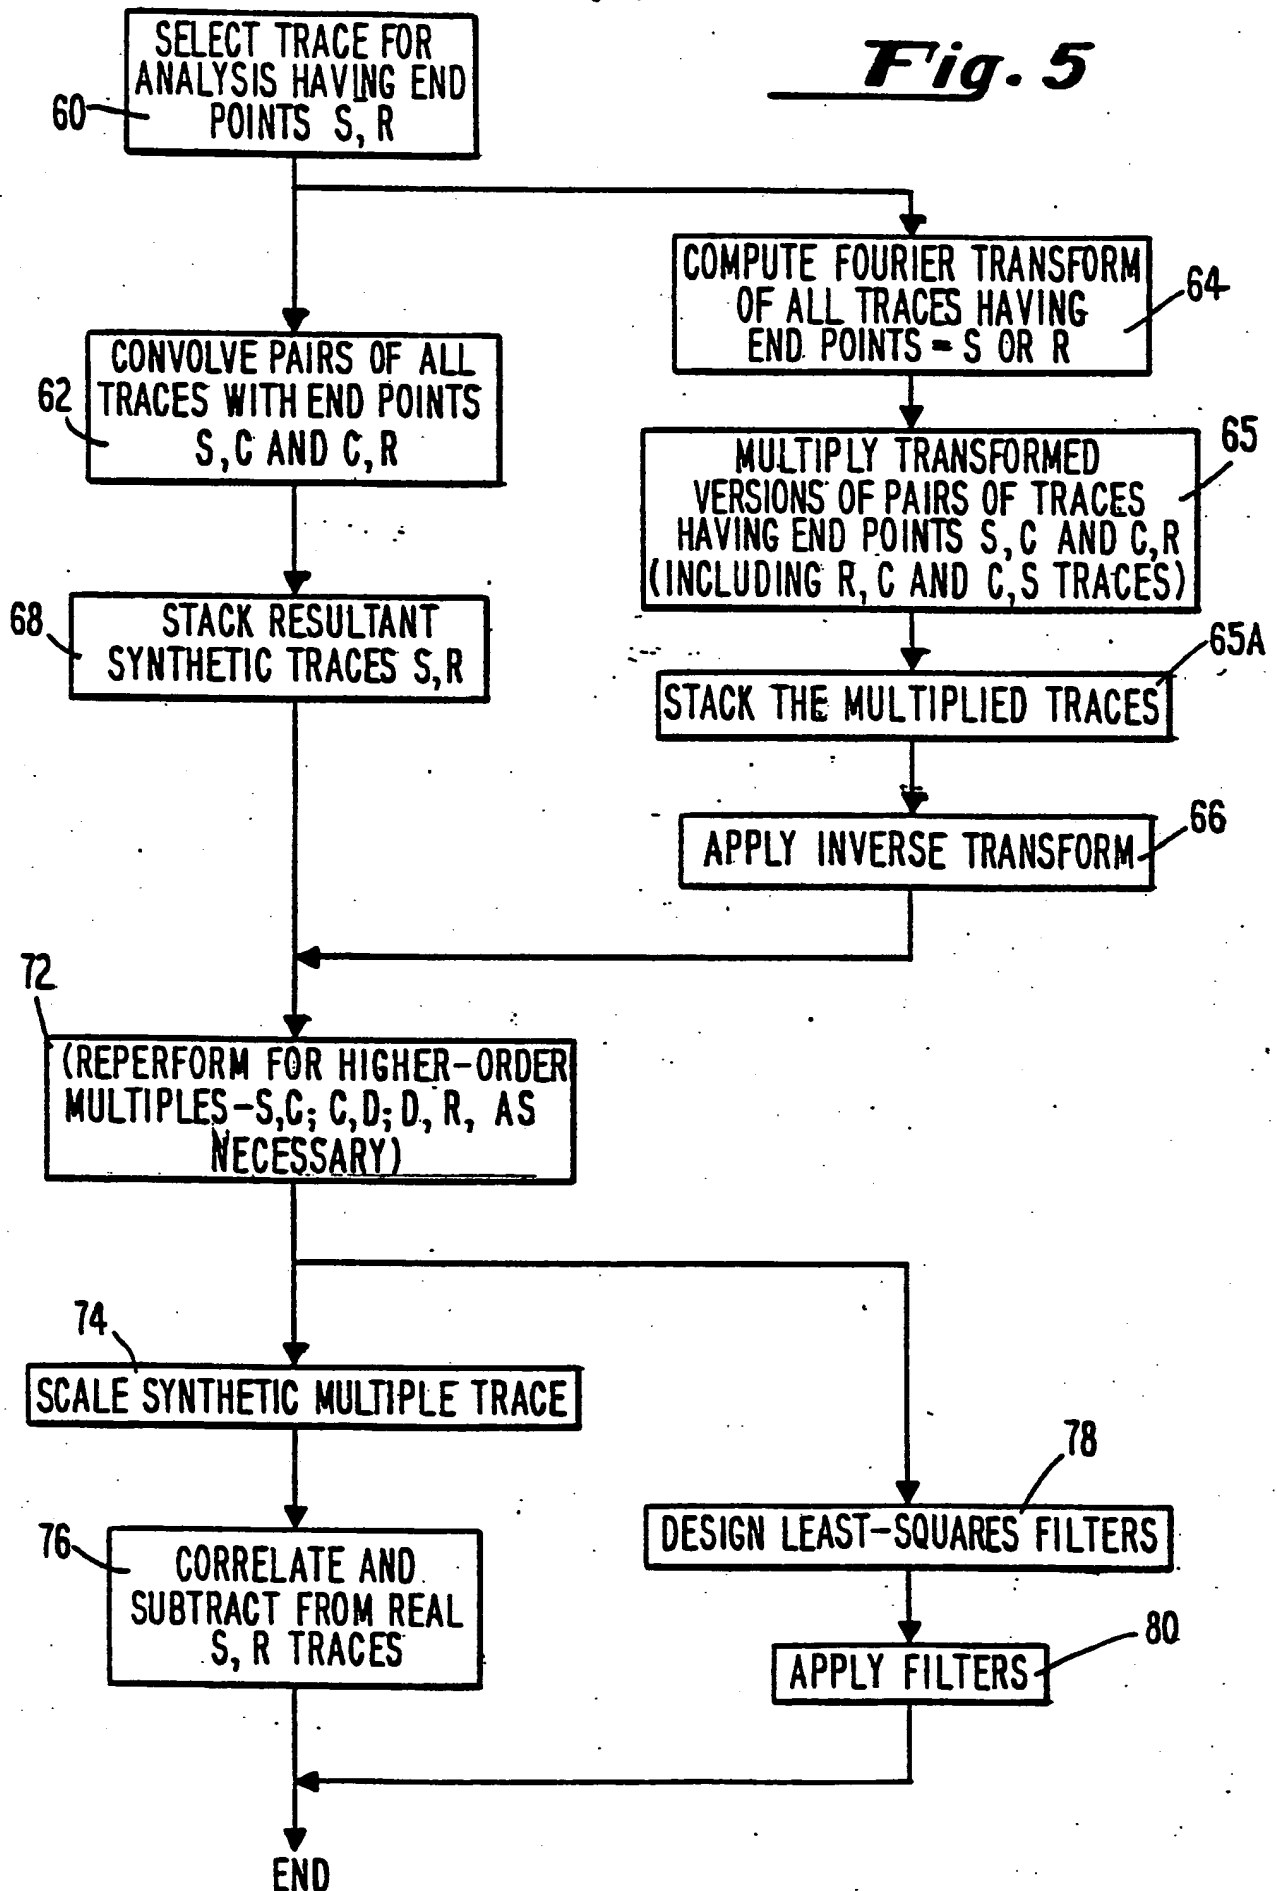 Fig. 5
SELECT TRACE FOR
ANALYSIS HAVING END
POINTS S, R
60
COMPUTE FOURIER TRANSFORM
OF ALL TRACES HAVING
END POINTS = S OR R
64
CONVOLVE PAIRS OF ALL
TRACES WITH END POINTS
S, C AND C, R
62
MULTIPLY TRANSFORMED
VERSIONS OF PAIRS OF TRACES
HAVING END POINTS S, C AND C, R
(INCLUDING R, C AND C, S TRACES)
65
STACK RESULTANT
SYNTHETIC TRACES S, R
68
STACK THE MULTIPLIED TRACES
65A
APPLY INVERSE TRANSFORM
66
72
(REPERFORM FOR HIGHER-ORDER
MULTIPLES-S,C; C,D; D, R, AS
NECESSARY)
74
SCALE SYNTHETIC MULTIPLE TRACE
78
DESIGN LEAST-SQUARES FILTERS
76
CORRELATE AND
SUBTRACT FROM REAL
S, R TRACES
80
APPLY FILTERS
END